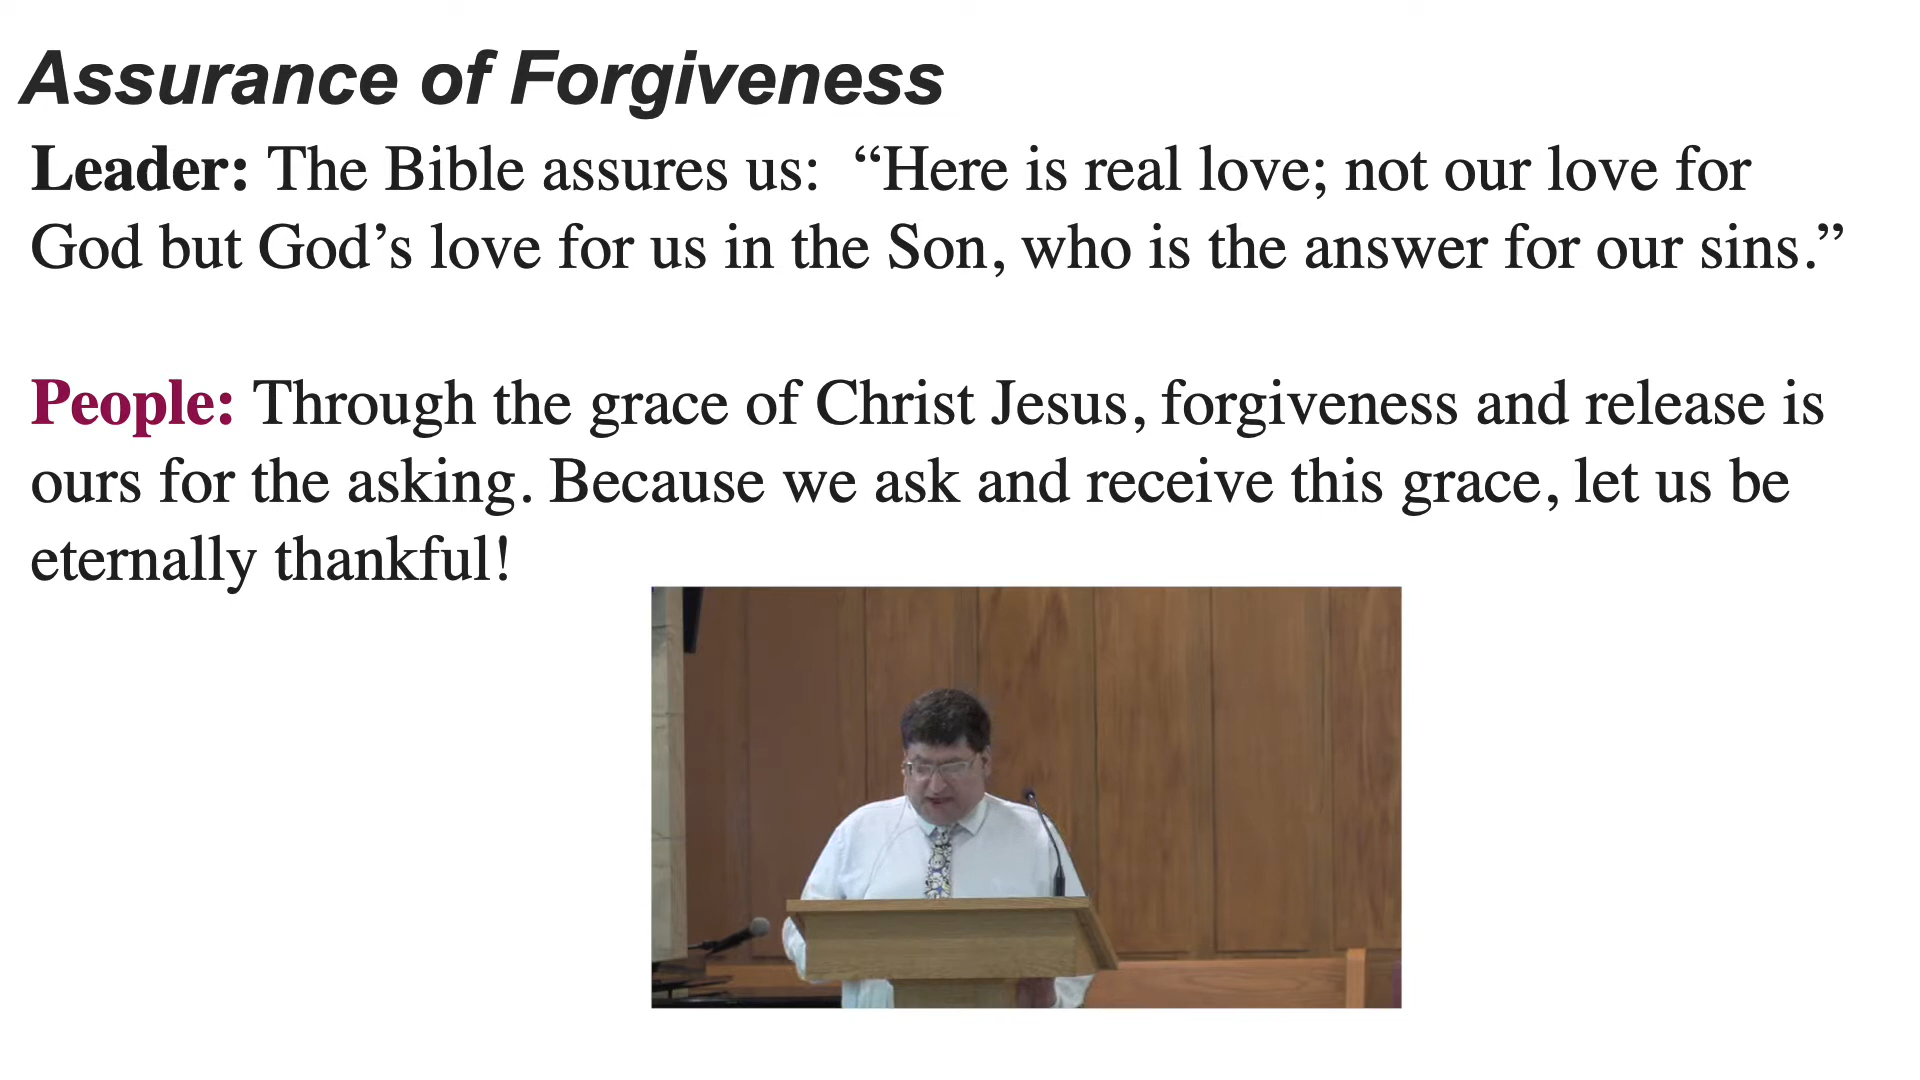 Assurance of Forgiveness
Leader: The Bible assures us:  “Here is real love; not our love for
God but God’s love for us in the Son, who is the answer for our sins.”
People: Through the grace of Christ Jesus, forgiveness and release is
ours for the asking. Because we ask and receive this grace, let us be
eternally thankful!